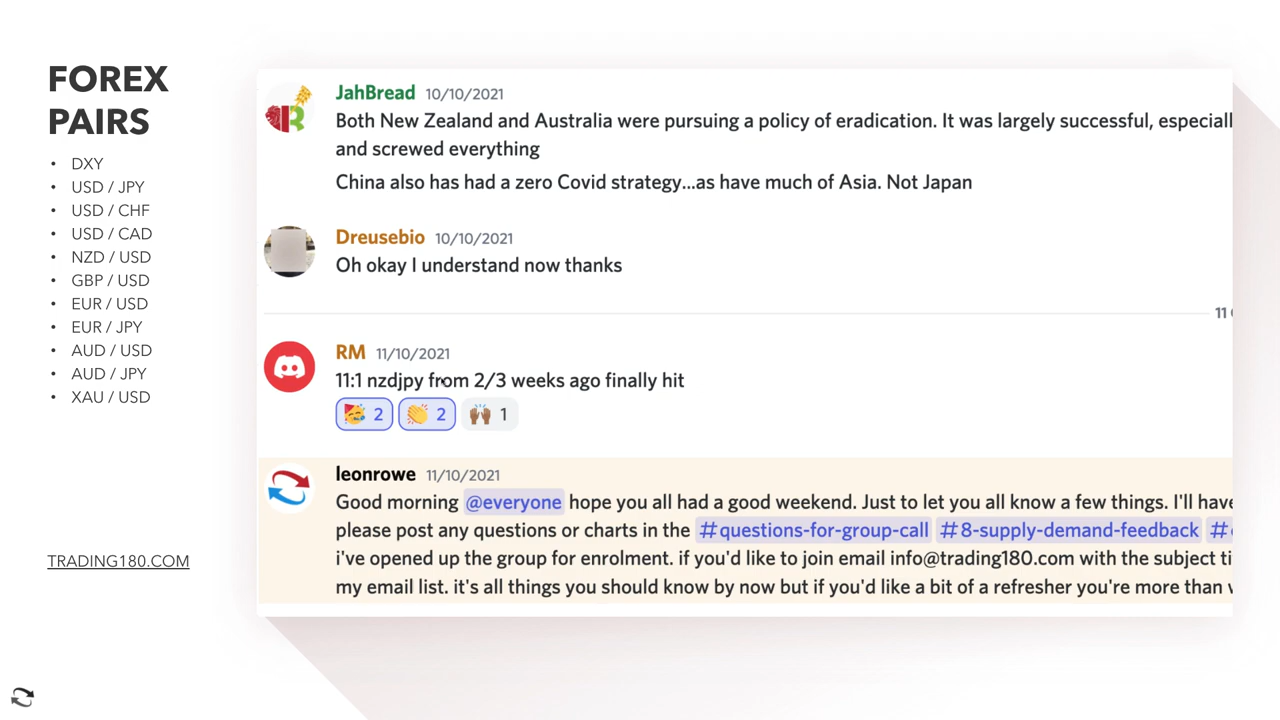 FOREX
PAIRS
• DXY
• USD / JPY
• USD / CHF
• USD / CAD
• NZD / USD
• GBP / USD
• EUR / USD
• EUR / JPY
• AUD / USD
• AUD / JPY
• XAU / USD
TRADING180.COM
JahBread 10/10/2021
Both New Zealand and Australia were pursuing a policy of eradication. It was largely successful, especiall
and screwed everything
China also has had a zero Covid strategy...as have much of Asia. Not Japan
Dreusebio 10/10/2021
Oh okay I understand now thanks
11
RM 11/10/2021
11:1 nzdjpy from 2/3 weeks ago finally hit
2 2 1
leonrowe 11/10/2021
Good morning @everyone hope you all had a good weekend. Just to let you all know a few things. I'll have
please post any questions or charts in the #questions-for-group-call #8-supply-demand-feedback #
i've opened up the group for enrolment. if you'd like to join email info@trading180.com with the subject ti
my email list. it's all things you should know by now but if you'd like a bit of a refresher you're more than